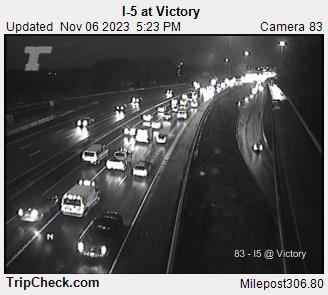 I-5 at Victory
Updated Nov 06 2023 5:23 PM Camera 83
T
N
83 - I5 @ Victory
TripCheck.com Milepost306.80